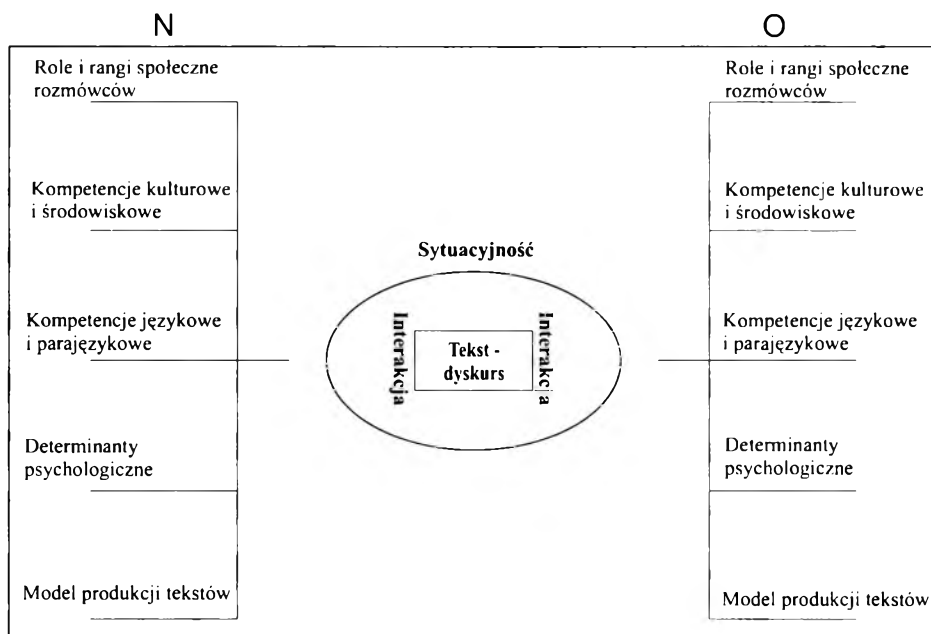 N
O
Role i rangi społeczne
rozmówców
Kompetencje kulturowe
i środowiskowe
Kompetencje językowe
i parajęzykowe
Determinanty
psychologiczne
Model produkcji tekstów
Sytuacyjność
Interakcja
Tekst -
dyskurs
Interakcja
Role i rangi społeczne
rozmówców
Kompetencje kulturowe
i środowiskowe
Kompetencje językowe
i parajęzykowe
Determinanty
psychologiczne
Model produkcji tekstów